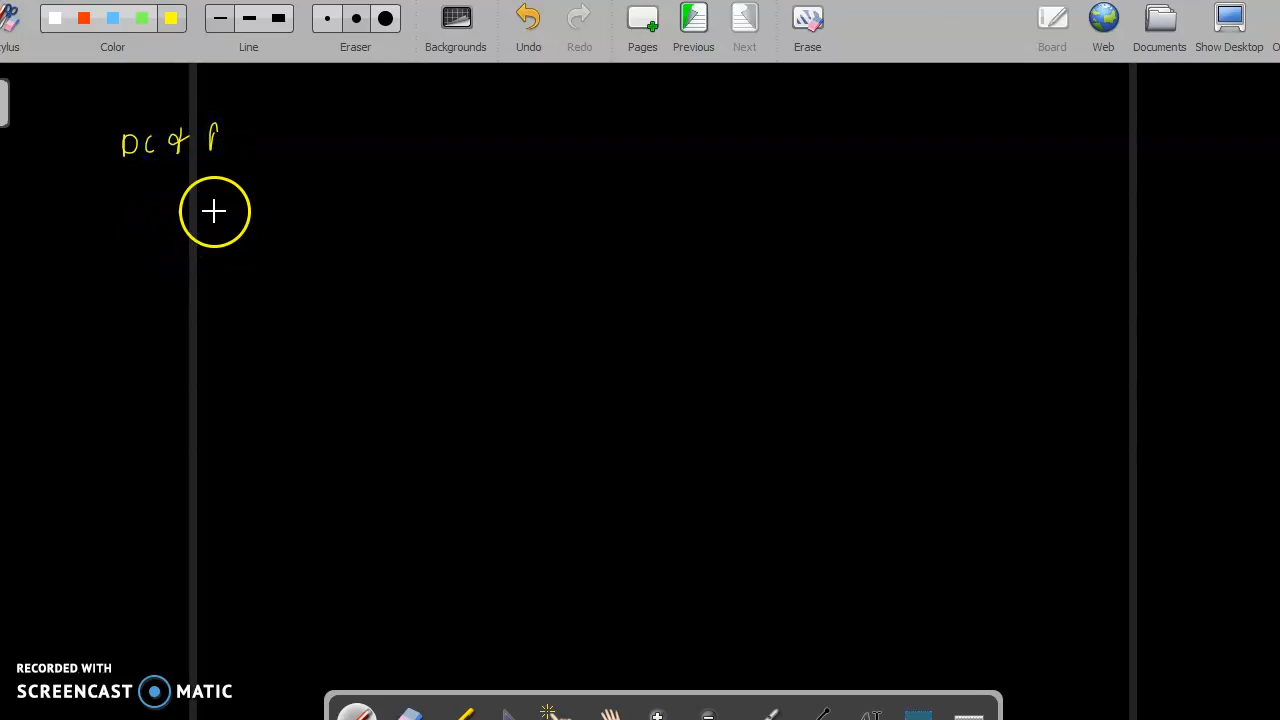 Stylus
Color
Line
Eraser
Backgrounds
Undo
Redo
Pages
Previous
Next
Erase
Board
Web
Documents
Show Desktop
DC &
RECORDED WITH
SCREENCAST MATIC